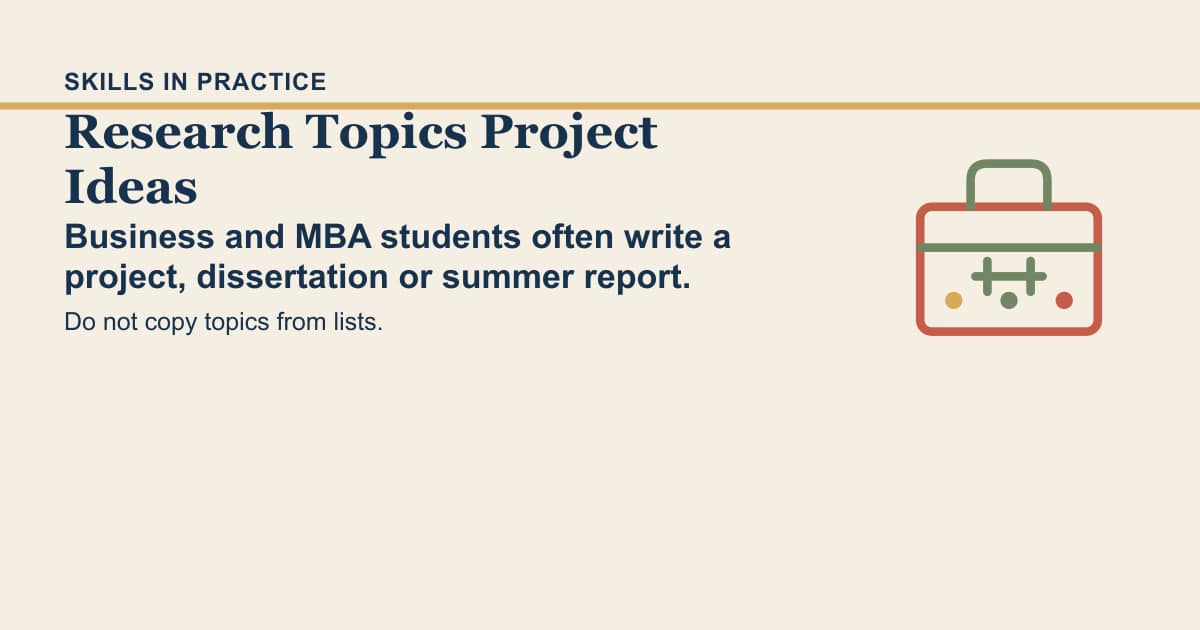 SKILLS IN PRACTICE
Research Topics Project
Ideas
Business and MBA students often write a
project, dissertation or summer report.
Do not copy topics from lists.